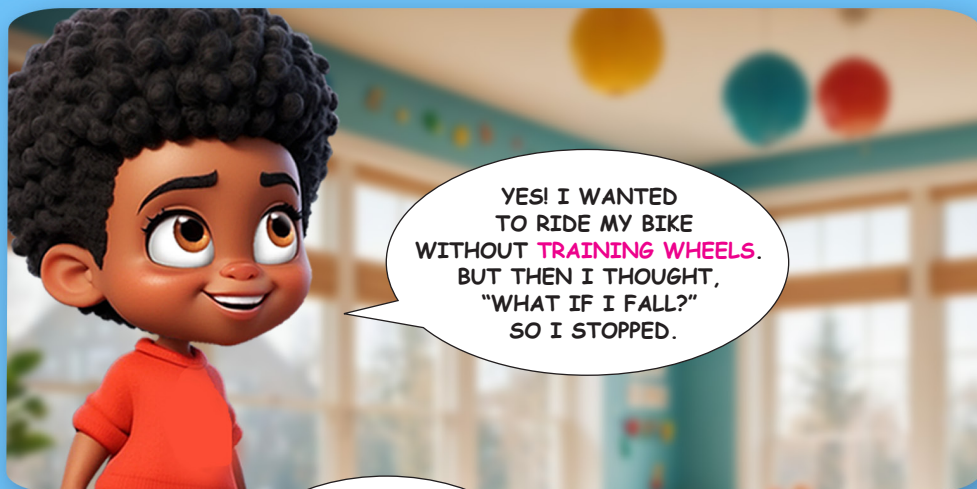 YES! I WANTED
TO RIDE MY BIKE
WITHOUT TRAINING WHEELS.
BUT THEN I THOUGHT,
“WHAT IF I FALL?”
SO I STOPPED.